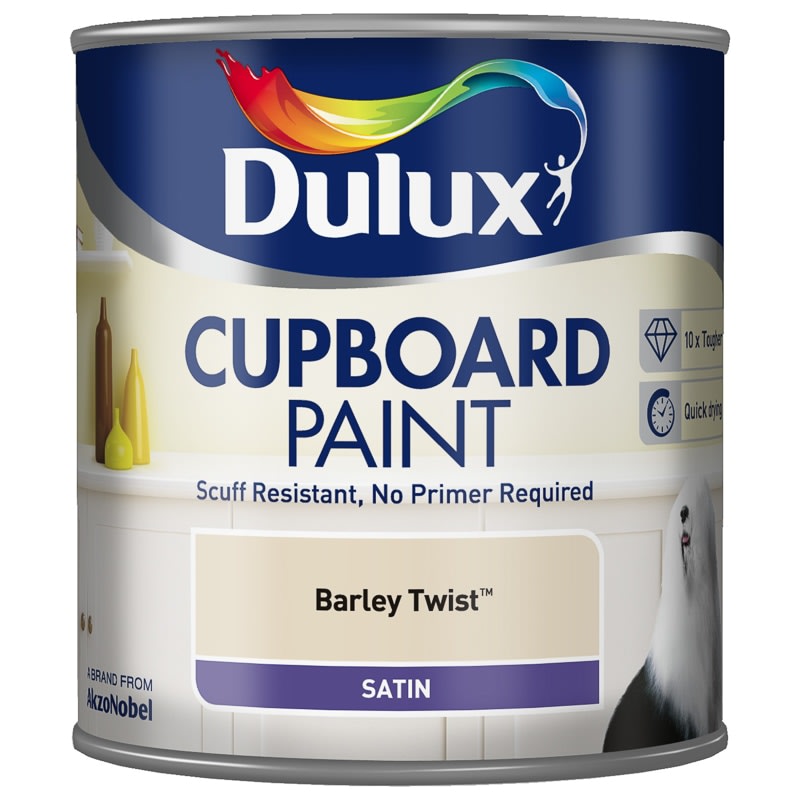 Dulux
CUPBOARD
PAINT
Scuff Resistant, No Primer Required
10 x Tougher
Quick drying
Barley Twist™
SATIN
A BRAND FROM
AkzoNobel